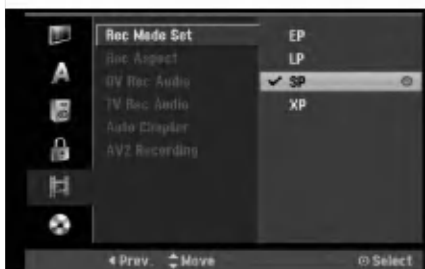 Rec Mode Set
Rec Aspect
DV Rec Audio
TV Rec Audio
Auto Chapter
AV2 Recording
EP
LP
SP
XP
A
Prev.
Move
Select